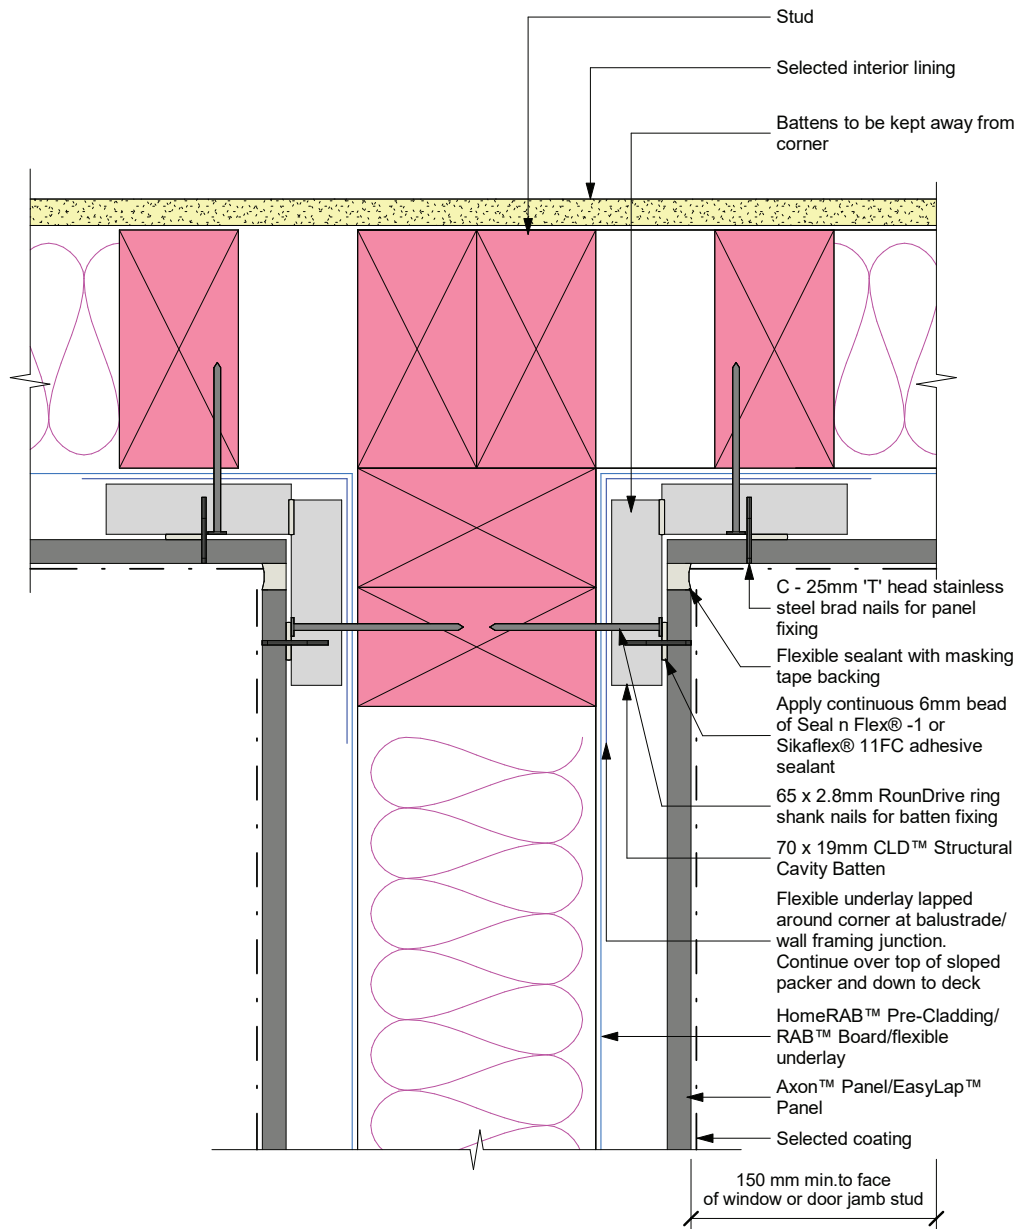 Stud
Selected interior lining
Battens to be kept away from
corner
C - 25mm 'T' head stainless
steel brad nails for panel
fixing
Flexible sealant with masking
tape backing
Apply continuous 6mm bead
of Seal n Flex® -1 or
Sikaflex® 11FC adhesive
sealant
65 x 2.8mm RounDrive ring
shank nails for batten fixing
70 x 19mm CLD™ Structural
Cavity Batten
Flexible underlay lapped
around corner at balustrade/
wall framing junction.
Continue over top of sloped
packer and down to deck
HomeRAB™ Pre-Cladding/
RAB™ Board/flexible
underlay
Axon™ Panel/EasyLap™
Panel
Selected coating
150 mm min.to face
of window or door jamb stud